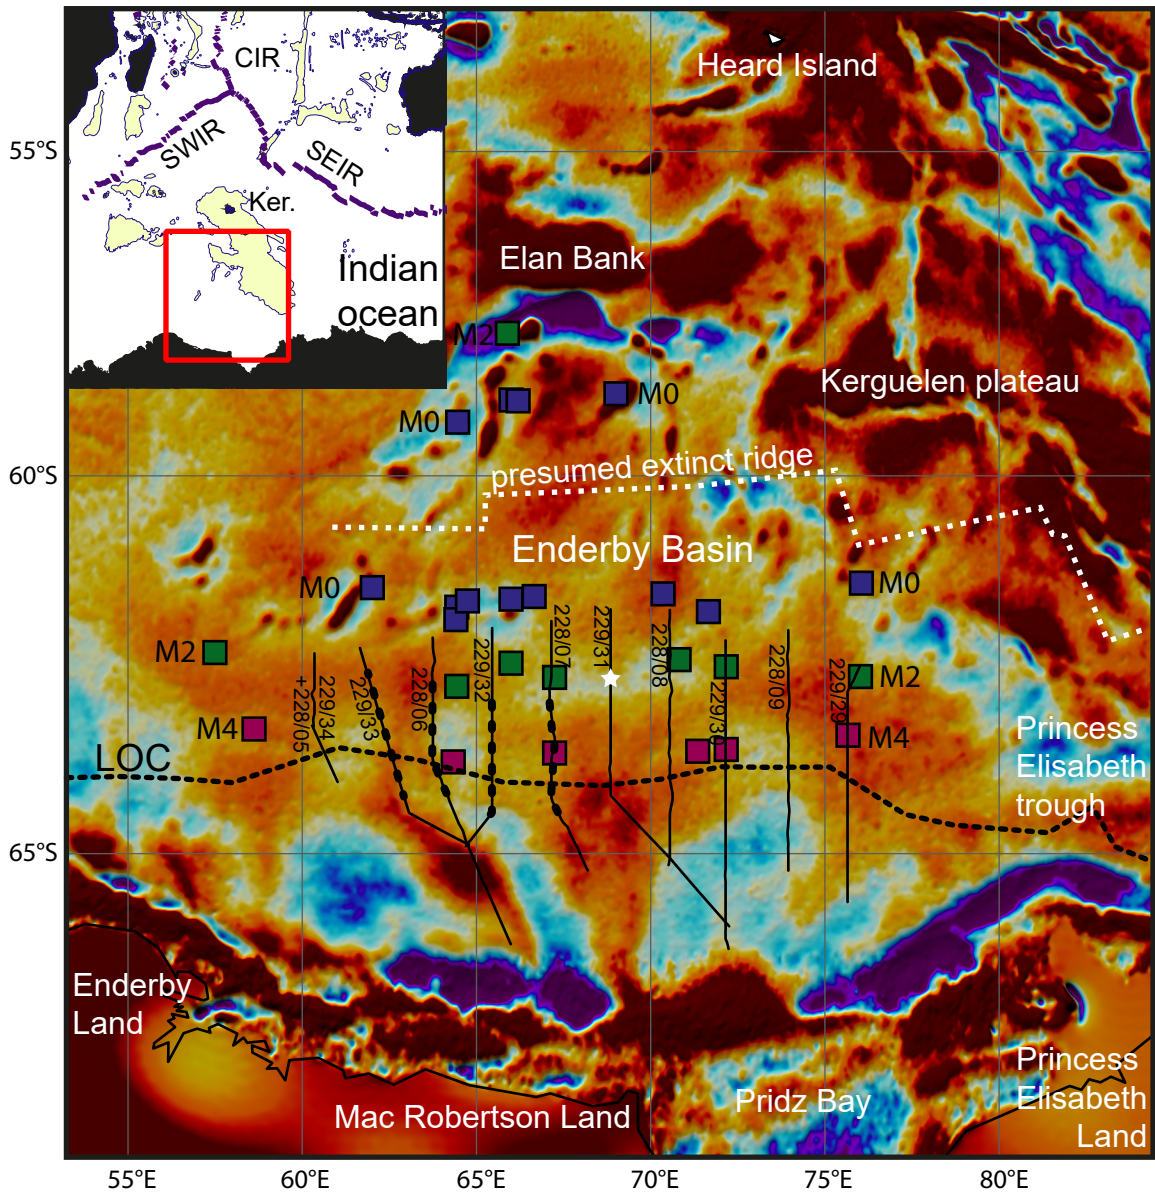 CIR
SWIR
SEIR
Ker.
Indian
ocean
Heard Island
55°S
Elan Bank
M2
Kerguelen plateau
M0
M0
60°S
presumed extinct ridge
Enderby Basin
M0
M0
M2
M2
M4
M4
+228/05
229/34
229/33
228/06
229/32
228/07
229/31
228/08
229/30
228/09
229/29
LOC
Princess
Elisabeth
trough
65°S
Enderby
Land
Mac Robertson Land
Pridz Bay
Princess
Elisabeth
Land
55°E
60°E
65°E
70°E
75°E
80°E